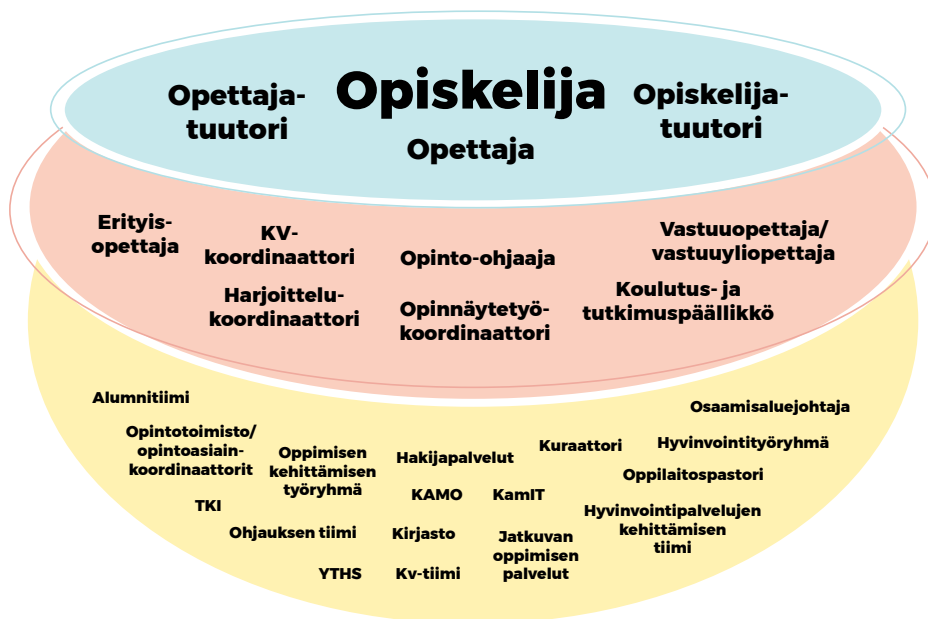 Opettaja-
tuutori
Opiskelija
Opettaja
Opiskelija-
tuutori
Erityis-
opettaja
KV-
koordinaattori
Opinto-ohjaaja
Vastuuopettaja/
vastuuyliopettaja
Harjoittelu-
koordinaattori
Opinnäytetyö-
koordinaattori
Koulutus- ja
tutkimuspäällikkö
Alumnitiimi
Osaamisaluejohtaja
Opintotoimisto/
opintoasiain-
koordinaattorit
Oppimisen
kehittämisen
työryhmä
Hakijapalvelut
Kuraattori
Hyvinvointityöryhmä
Oppilaitospastori
TKI
KAMO
KamIT
Hyvinvointipalvelujen
kehittämisen
tiimi
Ohjauksen tiimi
Kirjasto
Jatkuvan
oppimisen
palvelut
YTHS
Kv-tiimi